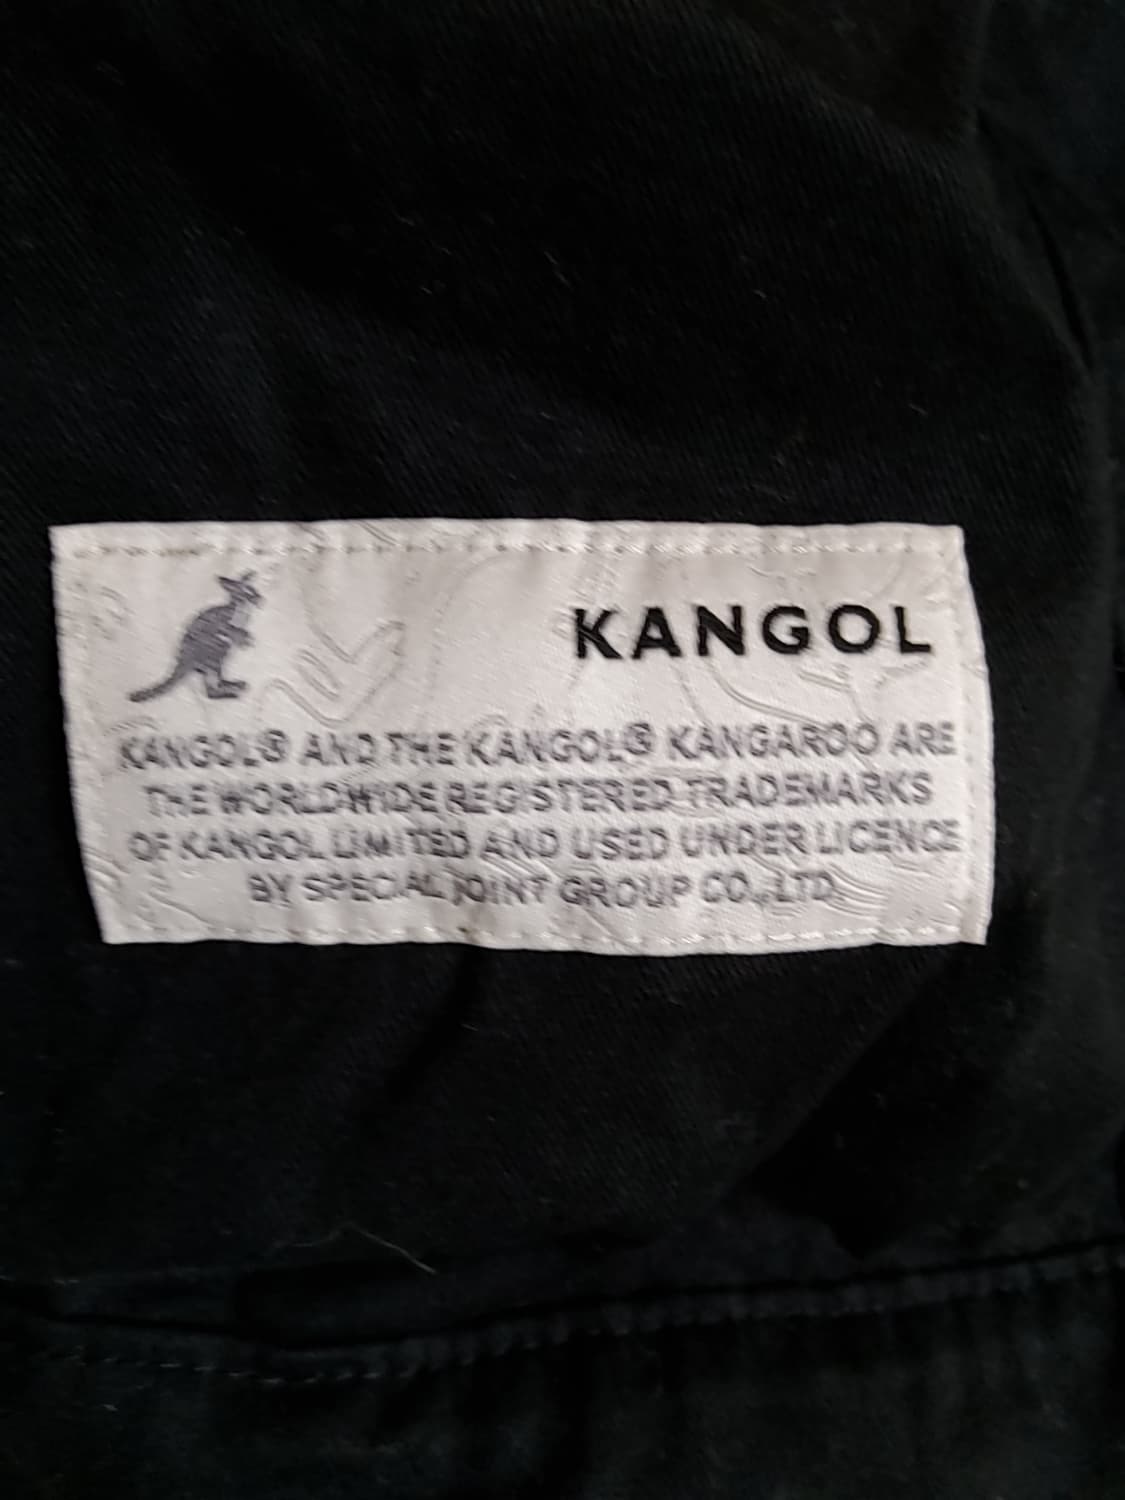 KANGOL
KANGOL® AND THE KANGOL® KANGAROO ARE
THE WORLDWIDE REGISTERED TRADEMARKS
OF KANGOL LIMITED AND USED UNDER LICENCE
BY SPECIAL JOINT GROUP CO.,LTD.